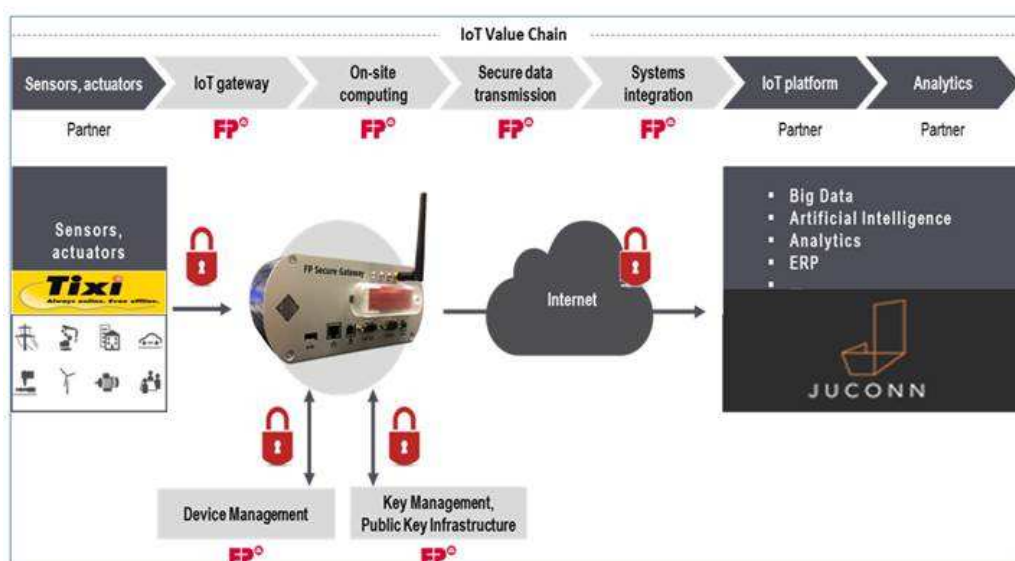 IoT Value Chain
Sensors, actuators
IoT gateway
On-site
computing
Secure data
transmission
Systems
integration
IoT platform
Analytics
Partner
FP
FP
FP
FP
Partner
Partner
Sensors,
actuators
Tixi
Always online. Free offline.
FP Secure Gateway
Internet
▪ Big Data
▪ Artificial Intelligence
▪ Analytics
▪ ERP
▪ ...
JUCONN
Device Management
FP
Key Management,
Public Key Infrastructure
FP